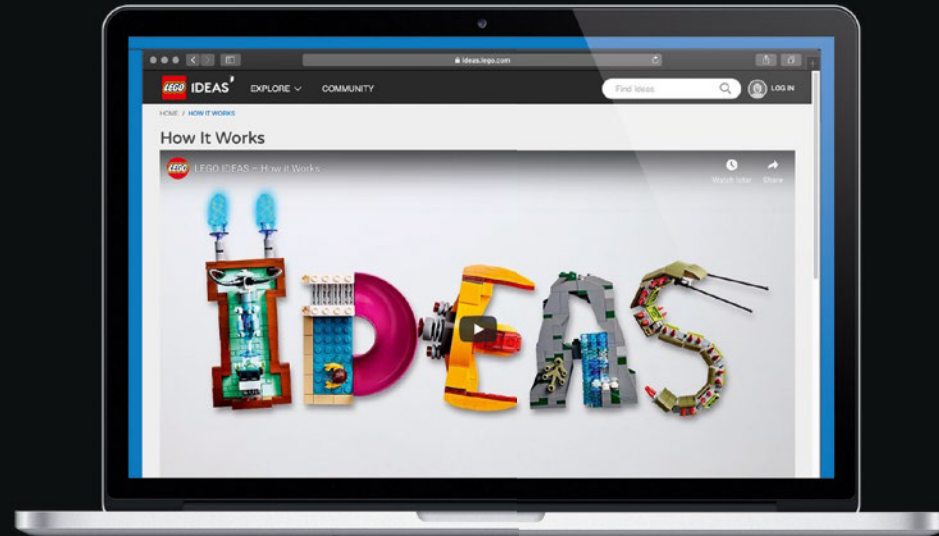 ideas.lego.com
LEGO IDEAS EXPLORE COMMUNITY Find Ideas LOG IN
HOME / HOW IT WORKS
How It Works
LEGO LEGO IDEAS – How it Works Watch later Share
IDEAS